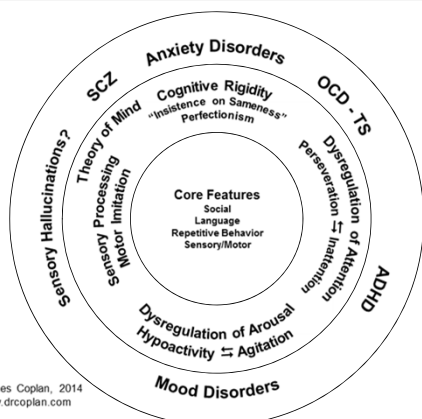 Anxiety Disorders
SCZ
OCD - TS
Sensory Hallucinations?
ADHD
Mood Disorders
Theory of Mind
Cognitive Rigidity
“Insistence on Sameness”
Perfectionism
Dysregulation of Attention
Perseveration ⇆ Inattention
Sensory Processing
Motor Imitation
Dysregulation of Arousal
Hypoactivity ⇆ Agitation
Core Features
Social
Language
Repetitive Behavior
Sensory/Motor
Coplan, 2014
drcoplan.com